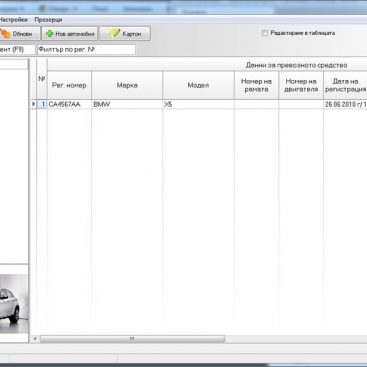 Настройки Прозорци
Обнови Нов автомобил Картон Редактиране в таблицата
ент (F9) Филтър по рег. №
Данни за превозното средство
№ Рег. номер Марка Модел Номер на рамата Номер на двигателя Дата на регистрация
1 CA4567AA BMW X5 26.06.2010 г/ 1